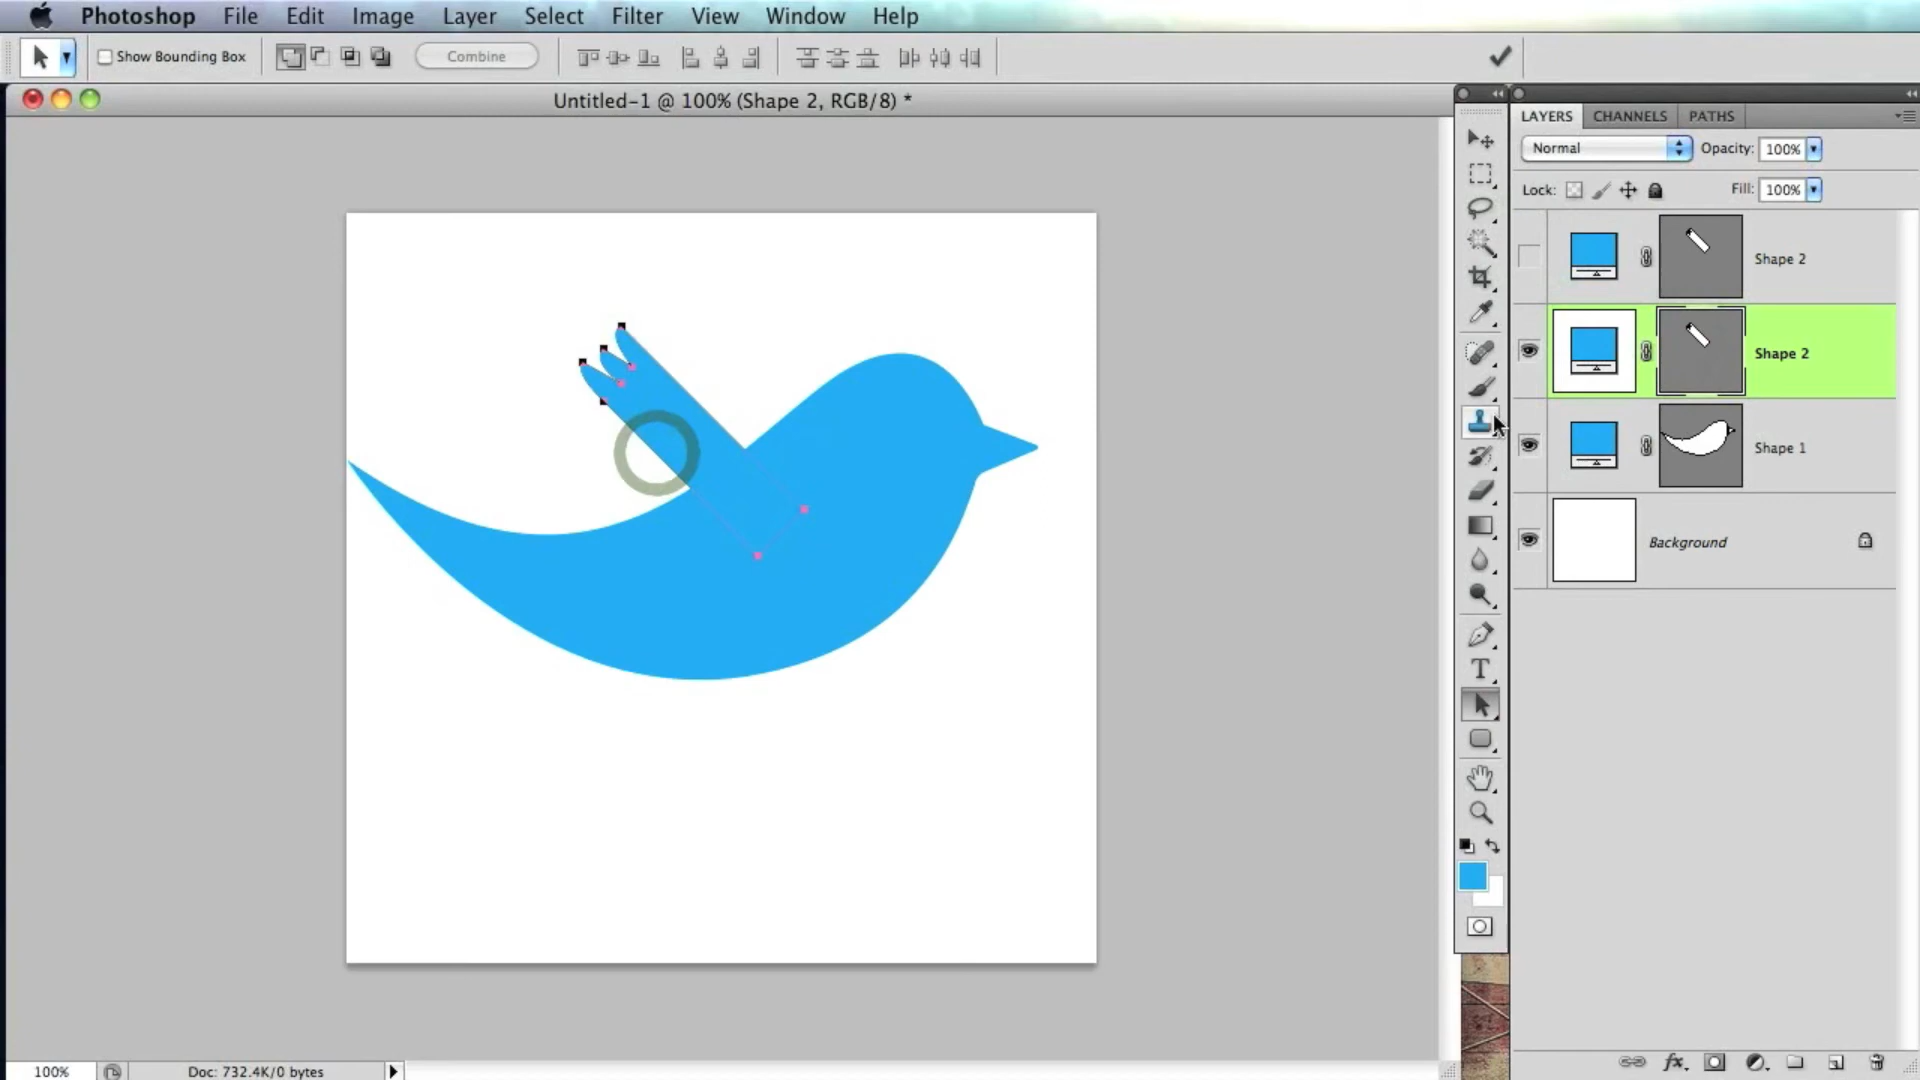 Photoshop File Edit Image Layer Select Filter View Window Help
Show Bounding Box Combine
Untitled-1 @ 100% (Shape 2, RGB/8) *
LAYERS CHANNELS PATHS
Normal Opacity: 100%
Lock: Fill: 100%
Shape 2
Shape 2
Shape 1
Background
T
fx
100% Doc: 732.4K/0 bytes